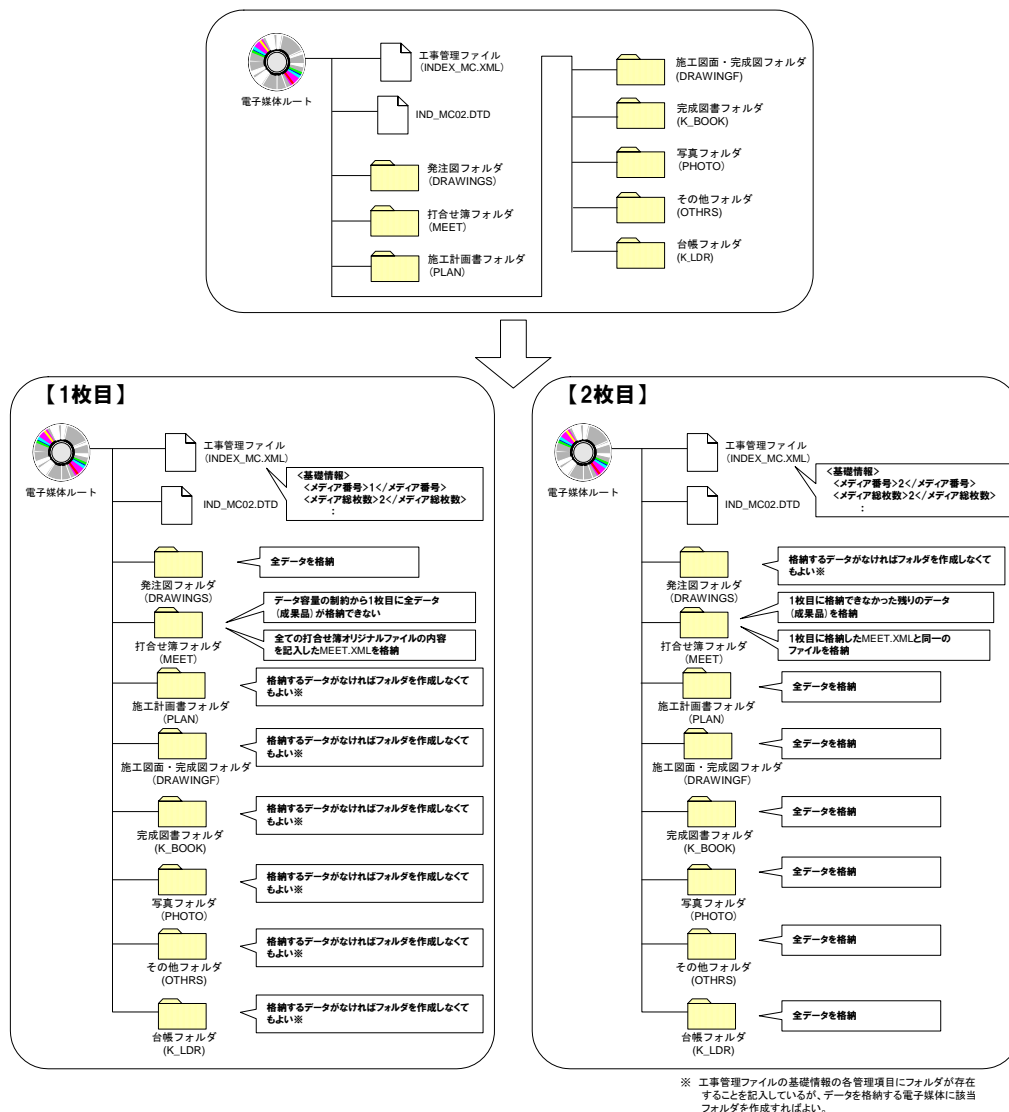 電子媒体ルート
工事管理ファイル
（INDEX_MC.XML）
IND_MC02.DTD
発注図フォルダ
（DRAWINGS）
打合せ簿フォルダ
（MEET）
施工計画書フォルダ
（PLAN）
施工図面・完成図フォルダ
(DRAWINGF)
完成図書フォルダ
(K_BOOK)
写真フォルダ
（PHOTO）
その他フォルダ
(OTHRS)
台帳フォルダ
(K_LDR)
【1枚目】
電子媒体ルート
工事管理ファイル
（INDEX_MC.XML）
<基礎情報>
<メディア番号>1</メディア番号>
<メディア総枚数>2</メディア総枚数>
：
IND_MC02.DTD
発注図フォルダ
（DRAWINGS）
全データを格納
打合せ簿フォルダ
（MEET）
データ容量の制約から1枚目に全データ
（成果品）が格納できない
全ての打合せ簿オリジナルファイルの内容
を記入したMEET.XMLを格納
施工計画書フォルダ
（PLAN）
格納するデータがなければフォルダを作成しなくて
もよい※
施工図面・完成図フォルダ
（DRAWINGF）
格納するデータがなければフォルダを作成しなくて
もよい※
完成図書フォルダ
(K_BOOK)
格納するデータがなければフォルダを作成しなくて
もよい※
写真フォルダ
（PHOTO）
格納するデータがなければフォルダを作成しなくて
もよい※
その他フォルダ
(OTHRS)
格納するデータがなければフォルダを作成しなくて
もよい※
台帳フォルダ
(K_LDR)
格納するデータがなければフォルダを作成しなくて
もよい※
【2枚目】
電子媒体ルート
工事管理ファイル
（INDEX_MC.XML）
<基礎情報>
<メディア番号>2</メディア番号>
<メディア総枚数>2</メディア総枚数>
：
IND_MC02.DTD
発注図フォルダ
（DRAWINGS）
格納するデータがなければフォルダを作成しなくて
もよい※
打合せ簿フォルダ
（MEET）
1枚目に格納できなかった残りのデータ
（成果品）を格納
1枚目に格納したMEET.XMLと同一の
ファイルを格納
施工計画書フォルダ
（PLAN）
全データを格納
施工図面・完成図フォルダ
（DRAWINGF）
全データを格納
完成図書フォルダ
(K_BOOK)
全データを格納
写真フォルダ
（PHOTO）
全データを格納
その他フォルダ
(OTHRS)
全データを格納
台帳フォルダ
(K_LDR)
全データを格納
※　工事管理ファイルの基礎情報の各管理項目にフォルダが存在
することを記入しているが、データを格納する電子媒体に該当
フォルダを作成すればよい。